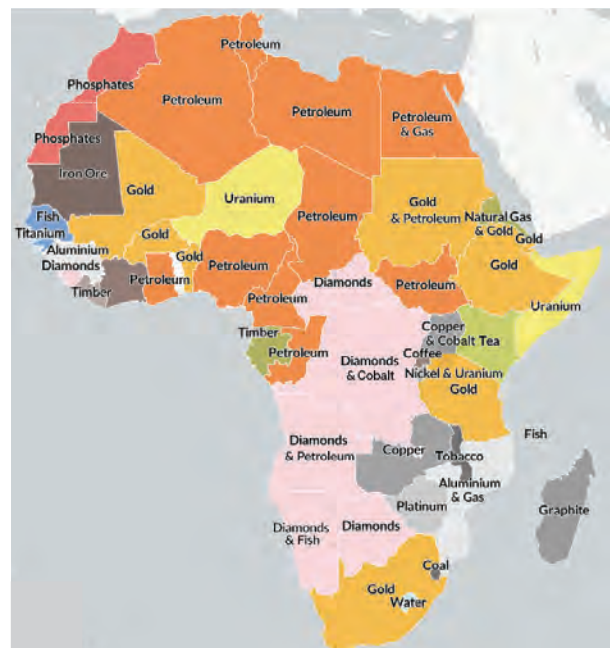 Petroleum
Phosphates
Petroleum
Petroleum
Petroleum
& Gas
Phosphates
Iron Ore
Gold
Uranium
Petroleum
Gold
& Petroleum
Natural Gas
& Gold
Gold
Fish
Titanium
Gold
Gold
Gold
Aluminium
Diamonds
Timber
Petroleum
Petroleum
Diamonds
Petroleum
Uranium
Petroleum
Timber
Petroleum
Copper
& Cobalt
Tea
Coffee
Diamonds
& Cobalt
Nickel & Uranium
Gold
Fish
Diamonds
& Petroleum
Copper
Tobacco
Aluminium
& Gas
Platinum
Graphite
Diamonds
& Fish
Diamonds
Coal
Gold
Water